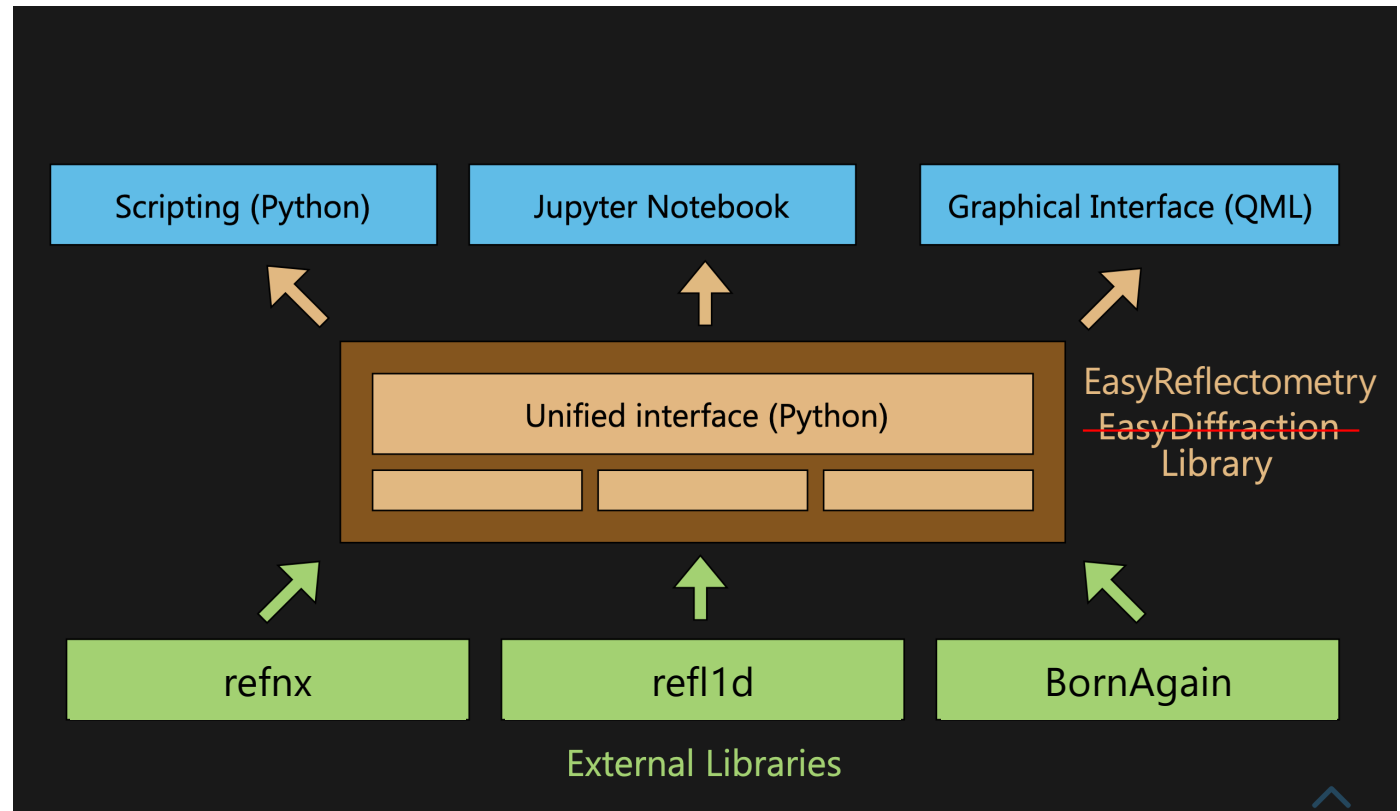 Scripting (Python)
Jupyter Notebook
Graphical Interface (QML)
Unified interface (Python)
EasyReflectometry
EasyDiffraction
Library
refnx
refl1d
BornAgain
External Libraries